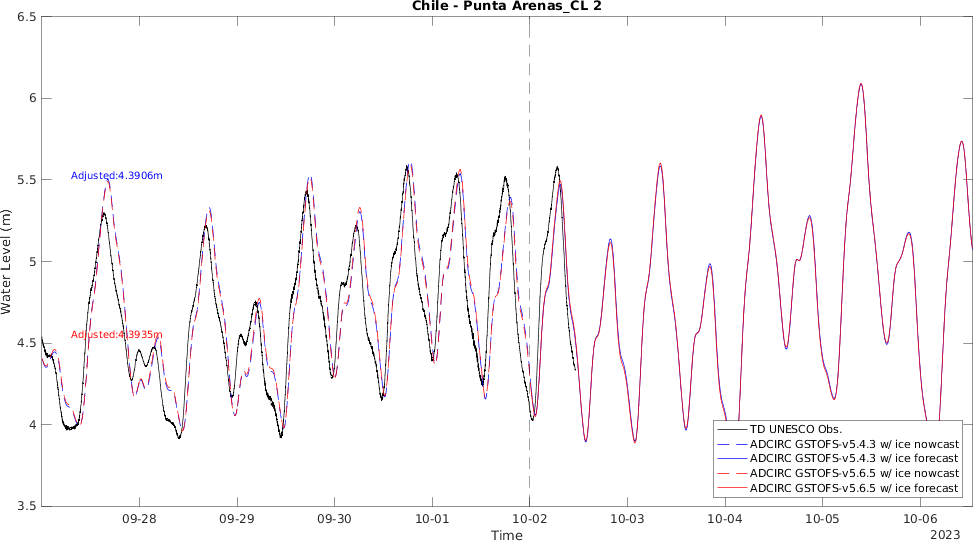 Chile - Punta Arenas_CL 2
6.5
6
5.5
5
4.5
4
3.5
Water Level (m)
Adjusted:4.3906m
Adjusted:4.3935m
TD UNESCO Obs.
ADCIRC GSTOFS-v5.4.3 w/ ice nowcast
ADCIRC GSTOFS-v5.4.3 w/ ice forecast
ADCIRC GSTOFS-v5.6.5 w/ ice nowcast
ADCIRC GSTOFS-v5.6.5 w/ ice forecast
09-28 09-29 09-30 10-01 10-02 10-03 10-04 10-05 10-06
Time
2023